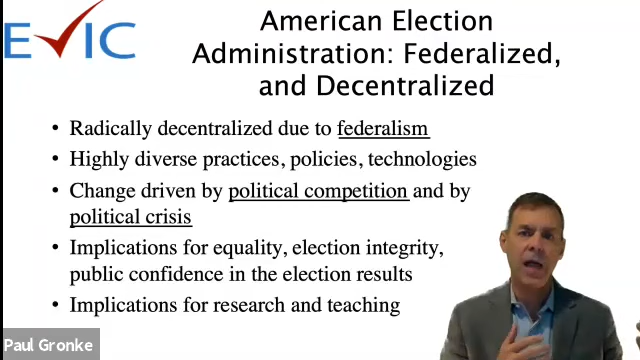 EVIC
American Election
Administration: Federalized,
and Decentralized
• Radically decentralized due to federalism
• Highly diverse practices, policies, technologies
• Change driven by political competition and by
political crisis
• Implications for equality, election integrity,
public confidence in the election results
• Implications for research and teaching
Paul Gronke